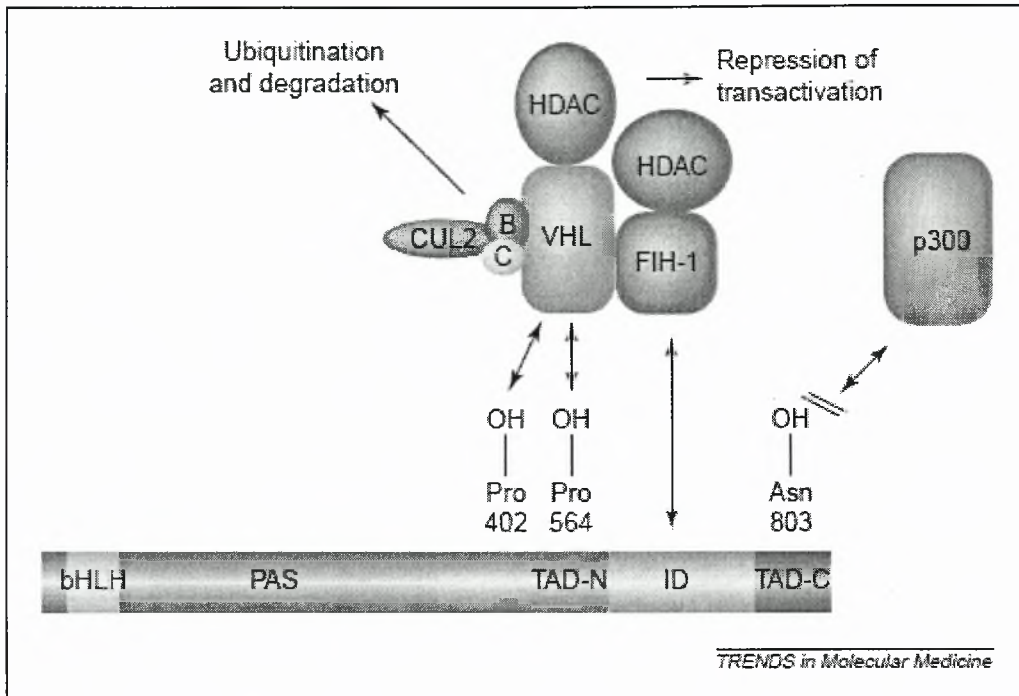 Ubiquitination
and degradation
Repression of
transactivation
HDAC
HDAC
CUL2
B
C
VHL
FIH-1
p300
OH
OH
OH
Pro
402
Pro
564
Asn
803
bHLH
PAS
TAD-N
ID
TAD-C
TRENDS in Molecular Medicine